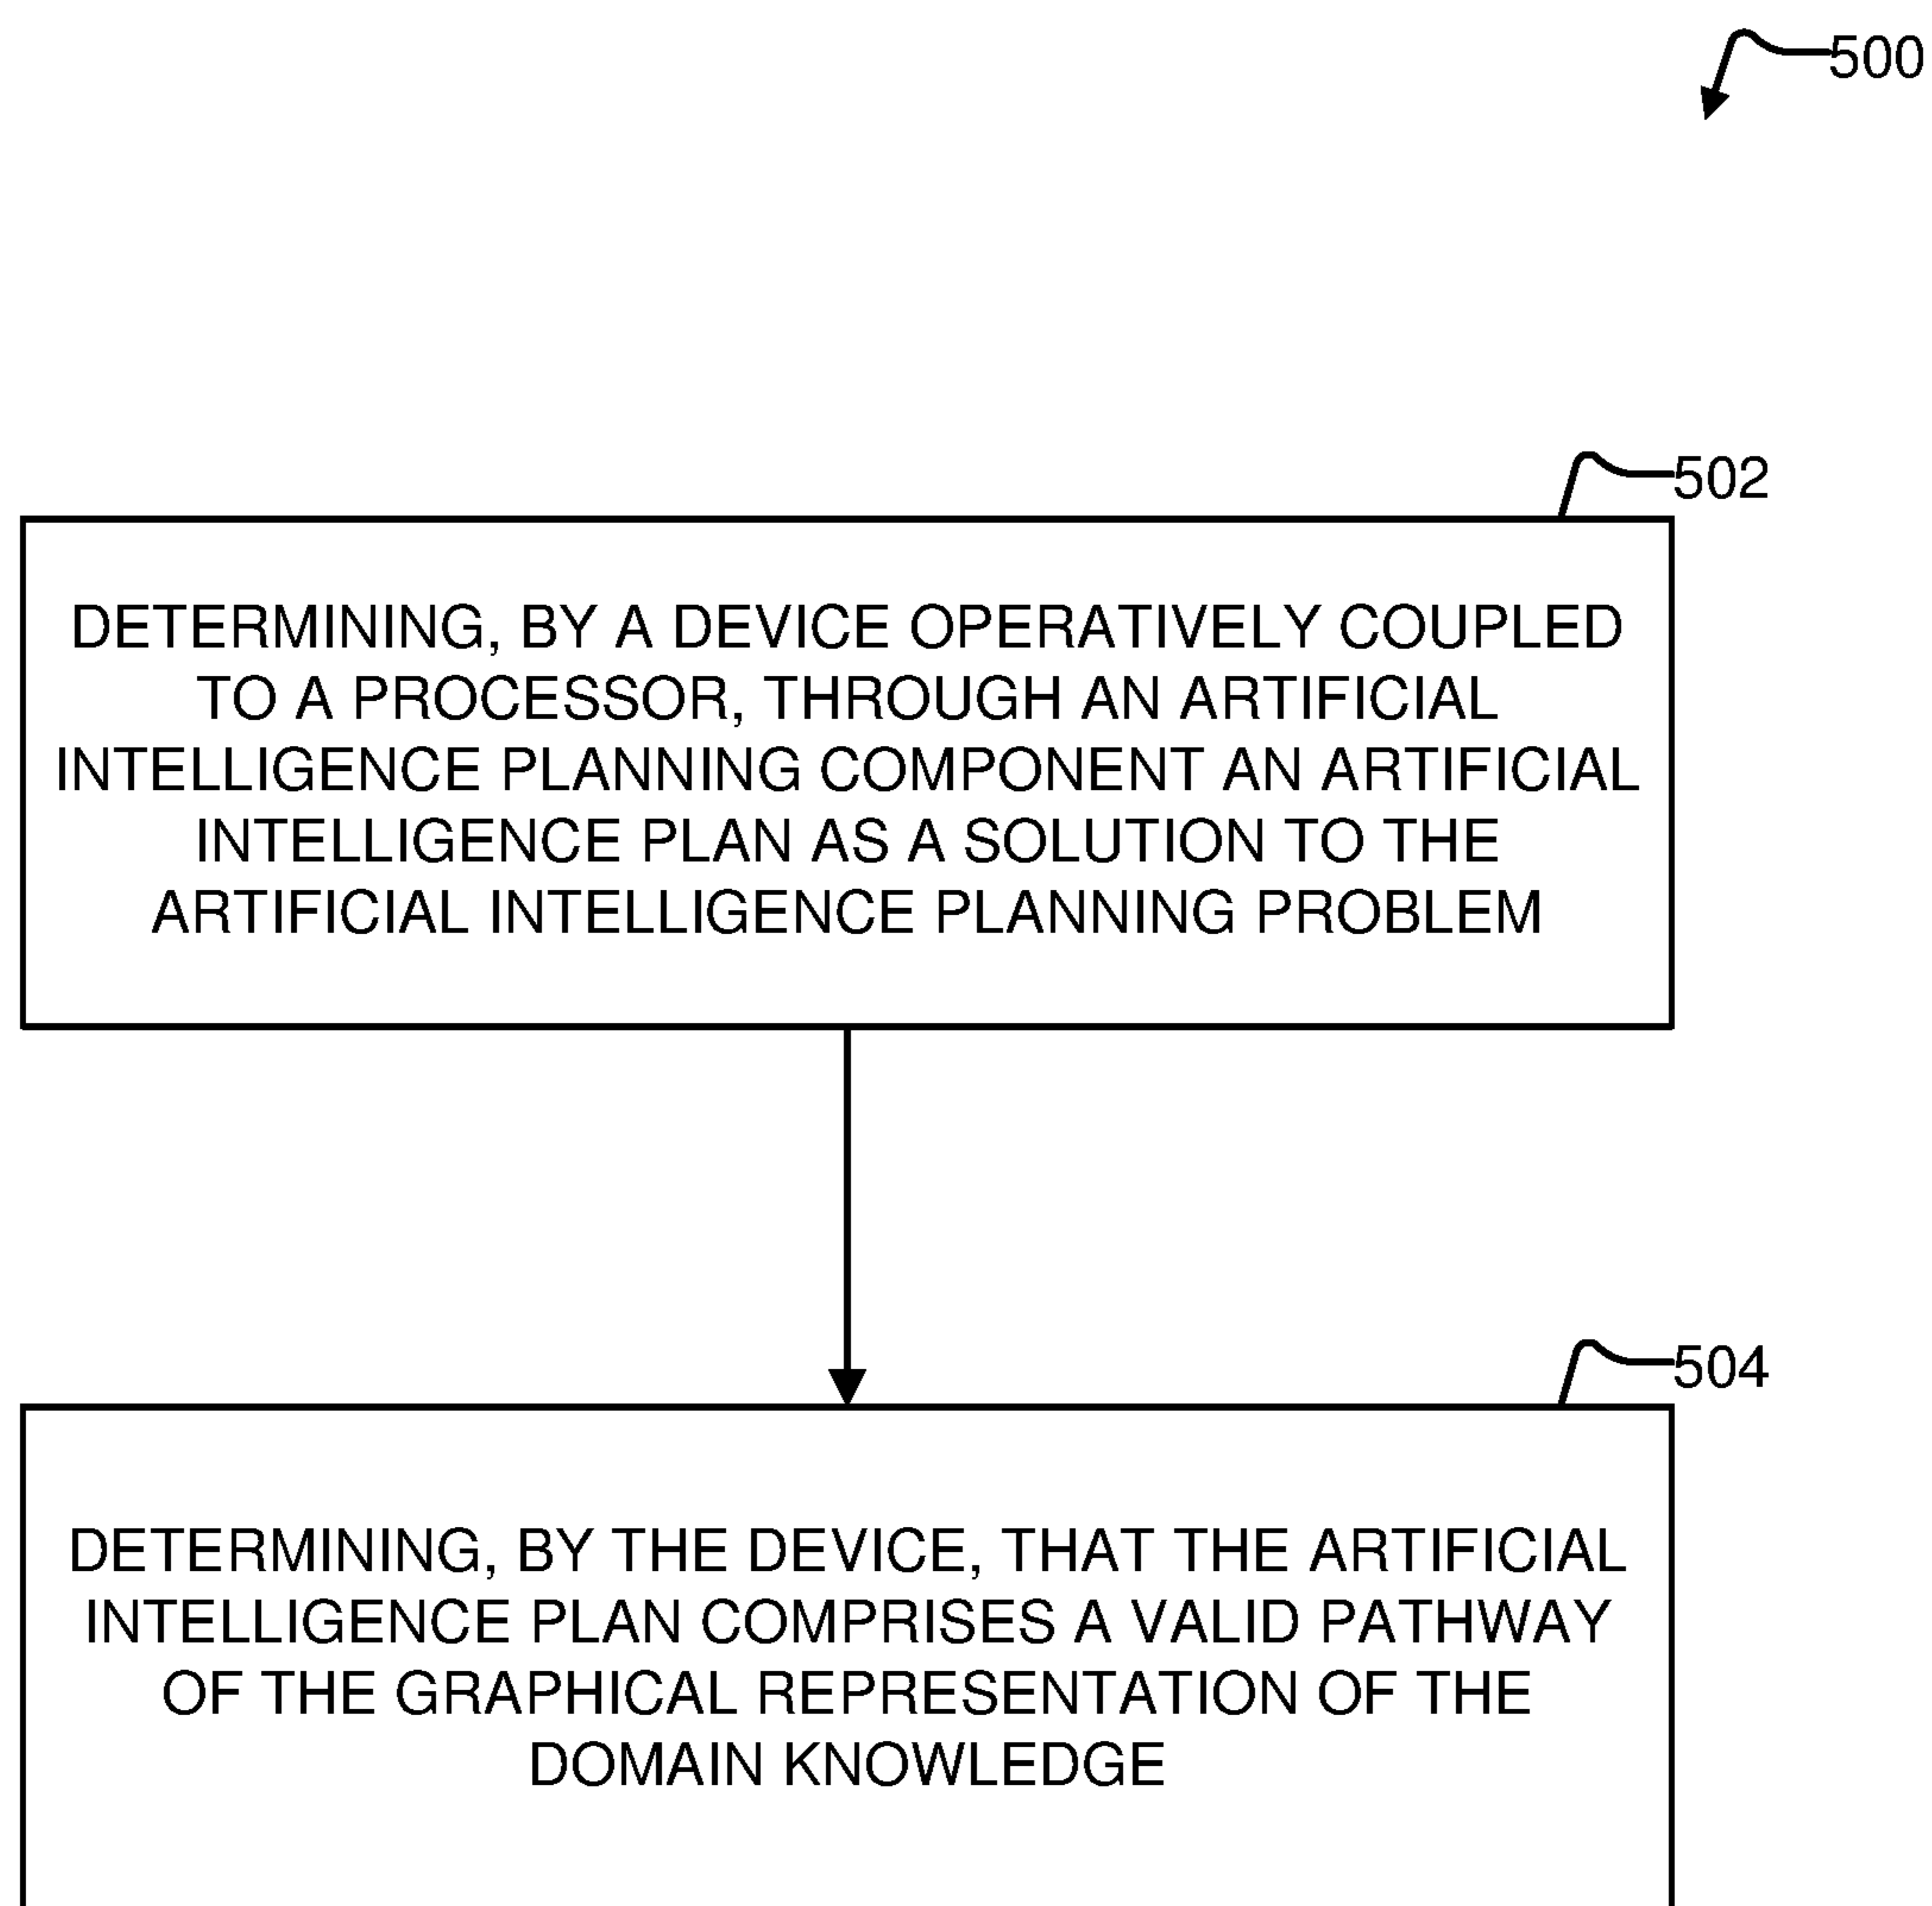 500
502
DETERMINING, BY A DEVICE OPERATIVELY COUPLED
TO A PROCESSOR, THROUGH AN ARTIFICIAL
INTELLIGENCE PLANNING COMPONENT AN ARTIFICIAL
INTELLIGENCE PLAN AS A SOLUTION TO THE
ARTIFICIAL INTELLIGENCE PLANNING PROBLEM
504
DETERMINING, BY THE DEVICE, THAT THE ARTIFICIAL
INTELLIGENCE PLAN COMPRISES A VALID PATHWAY
OF THE GRAPHICAL REPRESENTATION OF THE
DOMAIN KNOWLEDGE